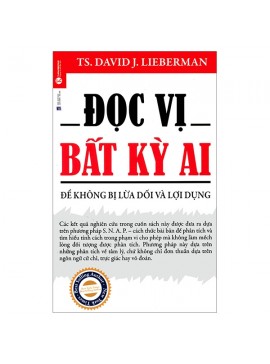 TS. DAVID J. LIEBERMAN
ĐỌC VỊ
BẤT KỲ AI
ĐỂ KHÔNG BỊ LỪA DỐI VÀ LỢI DỤNG
Các kết quả nghiên cứu trong cuốn sách này được đưa ra dựa
trên phương pháp S. N. A. P. – cách thức bài bản để phân tích và
tìm hiểu tính cách trong phạm vi cho phép mà không làm mếch
lòng đối tượng được phân tích. Phương pháp này dựa trên
những phân tích về tâm lý, chứ không chỉ đơn thuần dựa trên
ngôn ngữ cử chỉ, trực giác hay võ đoán.